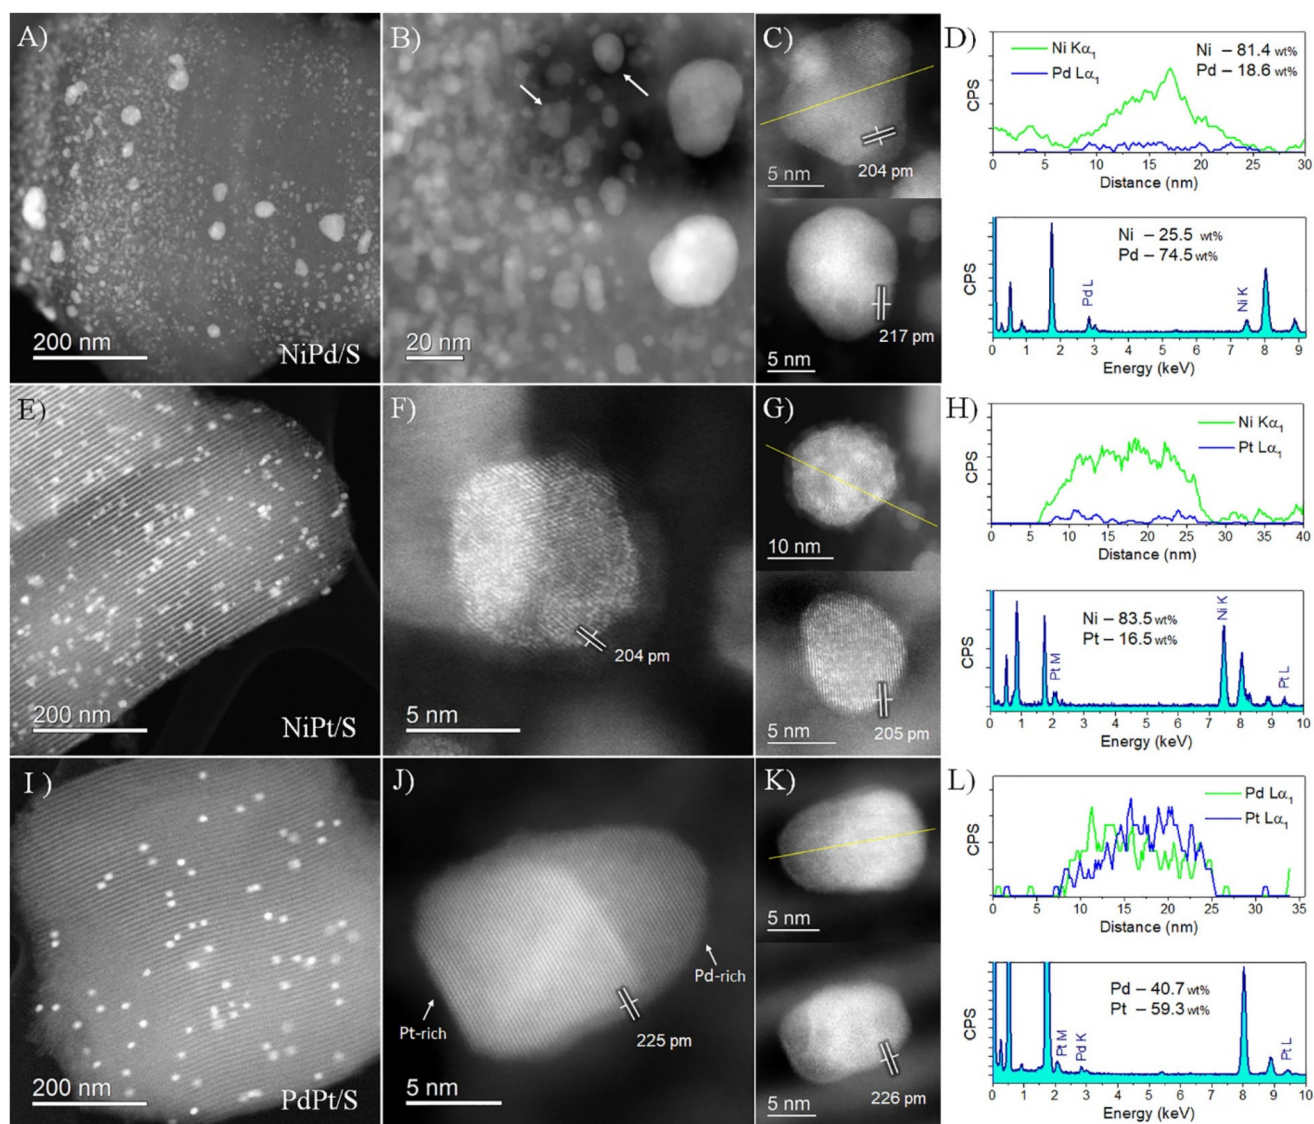 A)
200 nm
NiPd/S
B)
20 nm
C)
204 pm
5 nm
217 pm
5 nm
D)
Ni Kα1
Pd Lα1
Ni – 81.4 wt%
Pd – 18.6 wt%
CPS
0 5 10 15 20 25 30
Distance (nm)
Ni – 25.5 wt%
Pd – 74.5 wt%
CPS
Pd L
Ni K
0 1 2 3 4 5 6 7 8 9
Energy (keV)
E)
200 nm
NiPt/S
F)
204 pm
5 nm
G)
10 nm
205 pm
5 nm
H)
Ni Kα1
Pt Lα1
CPS
0 5 10 15 20 25 30 35 40
Distance (nm)
Ni – 83.5 wt%
Pt – 16.5 wt%
CPS
Pt M
Ni K
Pt L
0 1 2 3 4 5 6 7 8 9 10
Energy (keV)
I)
200 nm
PdPt/S
J)
Pd-rich
Pt-rich
225 pm
5 nm
K)
5 nm
226 pm
5 nm
L)
Pd Lα1
Pt Lα1
CPS
0 5 10 15 20 25 30 35
Distance (nm)
Pd – 40.7 wt%
Pt – 59.3 wt%
CPS
Pt M
Pd K
Pt L
0 1 2 3 4 5 6 7 8 9 10
Energy (keV)